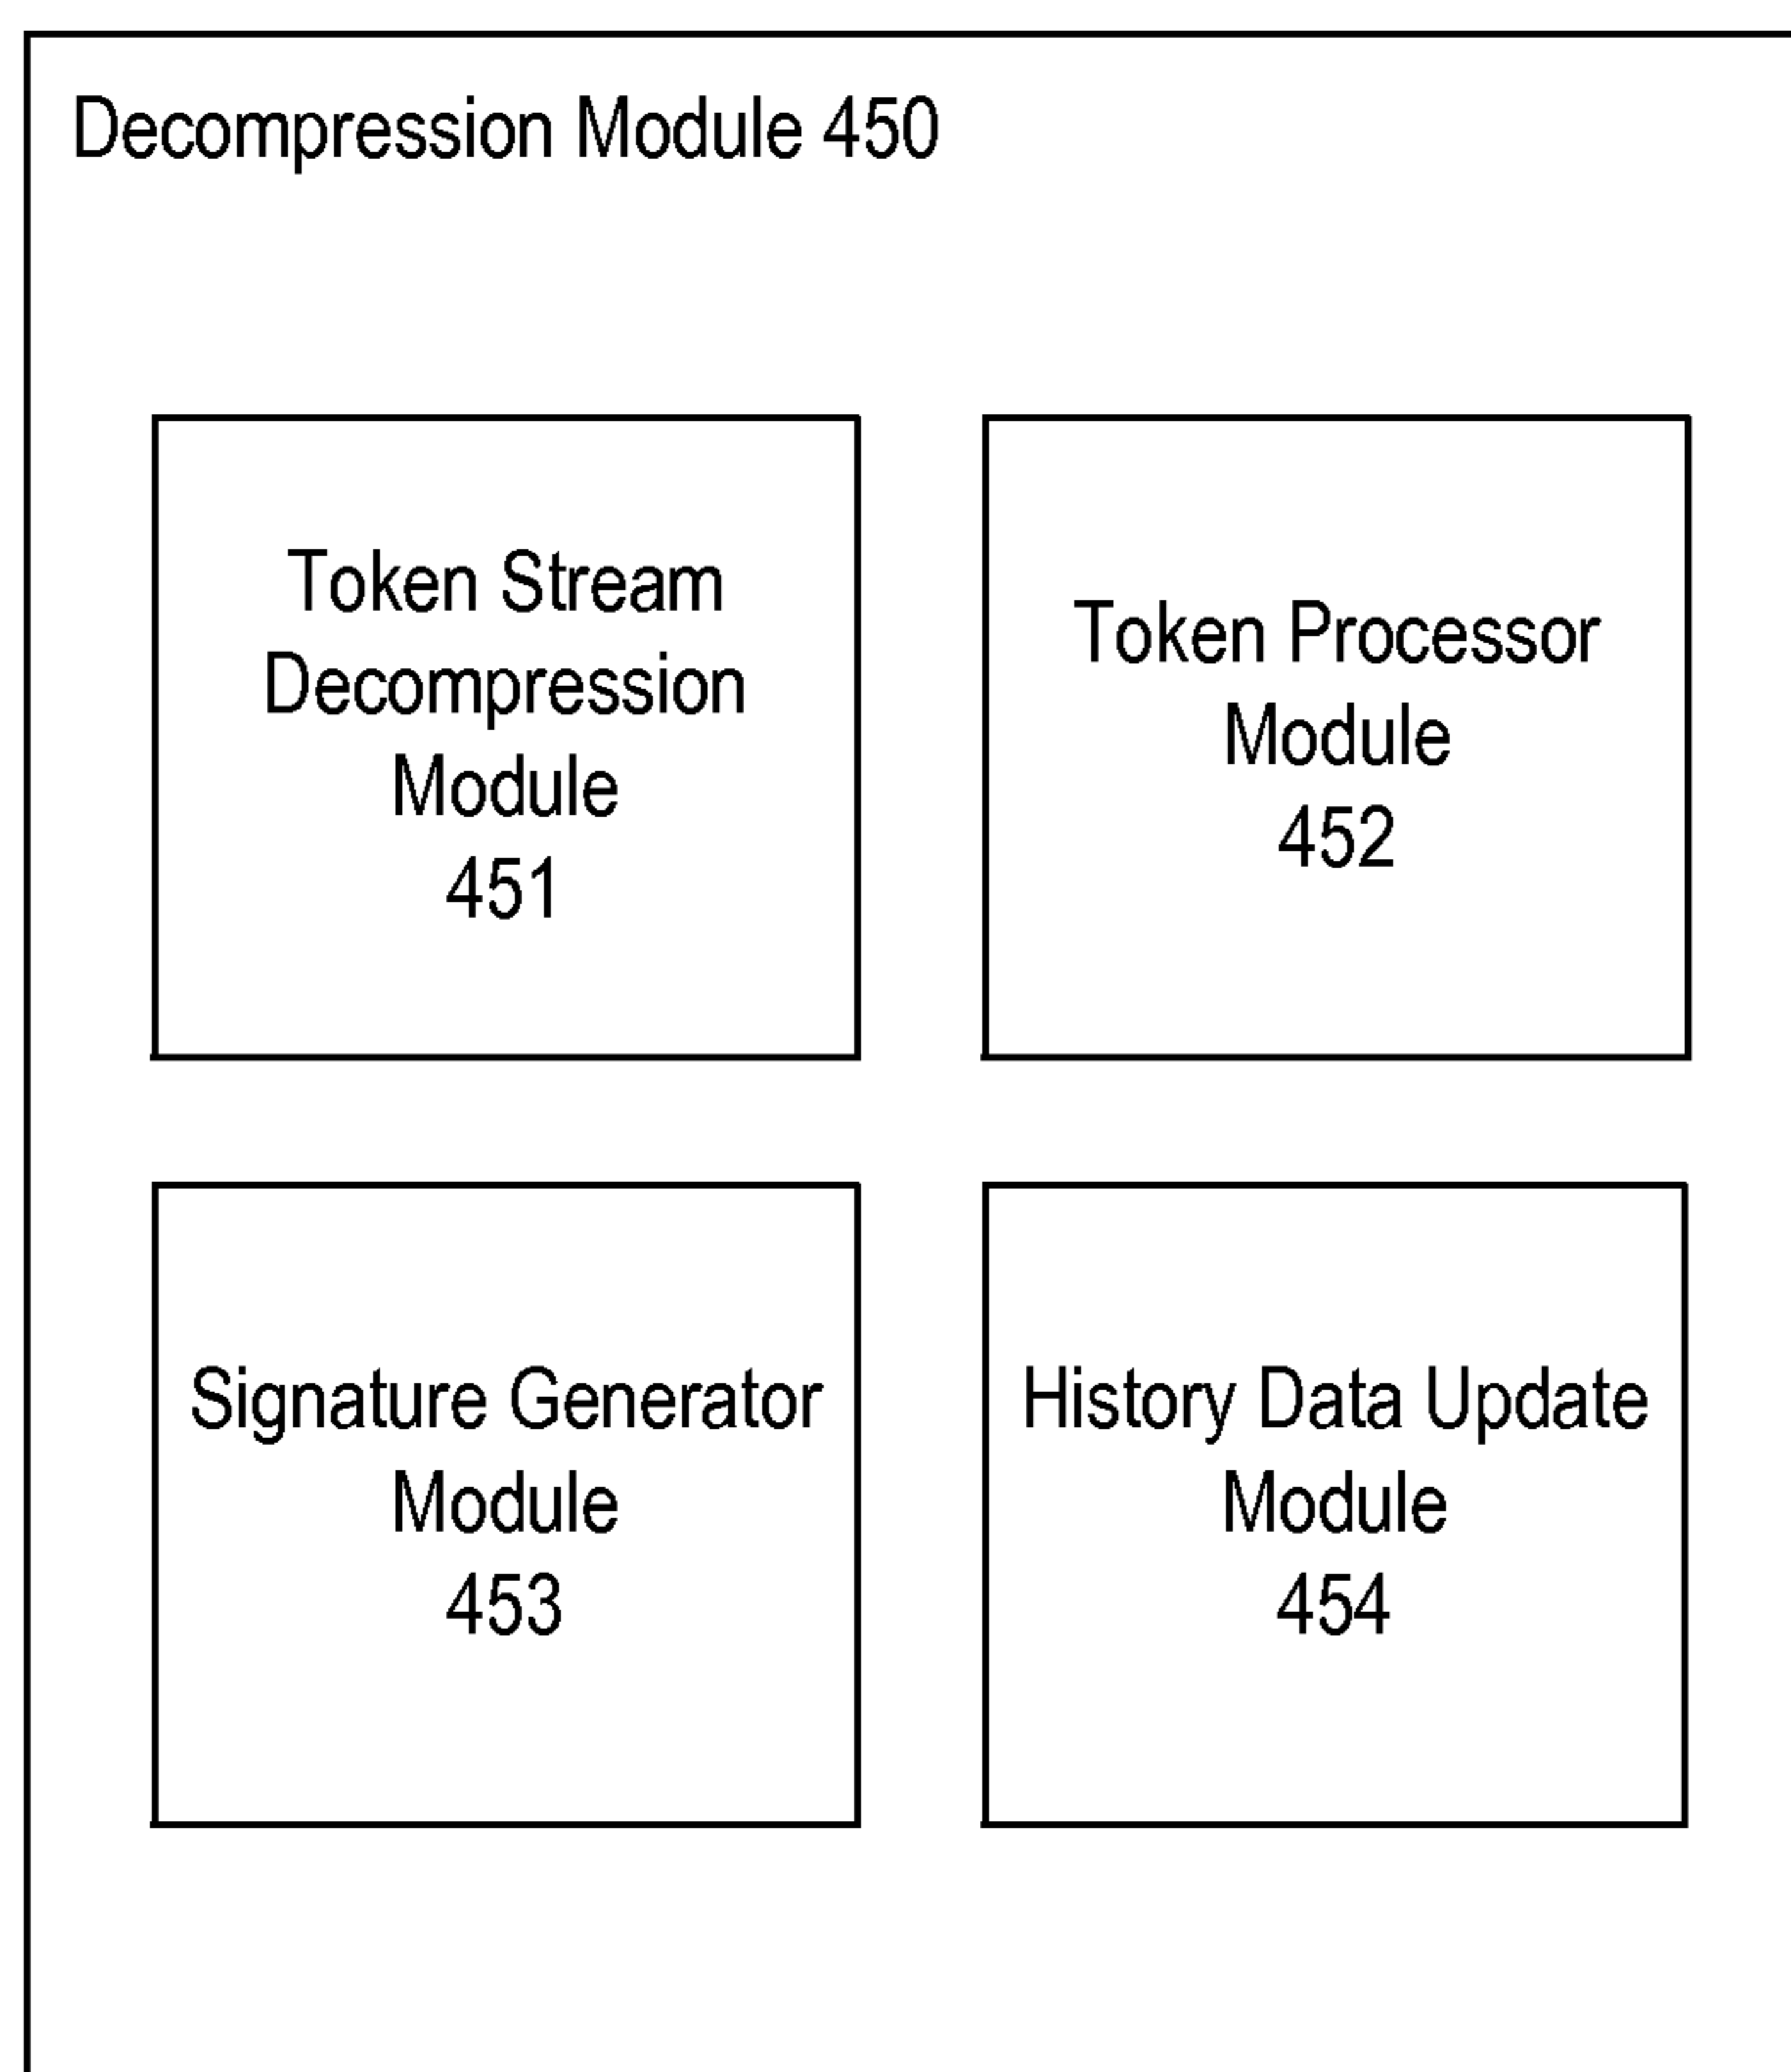 Decompression Module 450
Token Stream
Decompression
Module
451
Token Processor
Module
452
Signature Generator
Module
453
History Data Update
Module
454